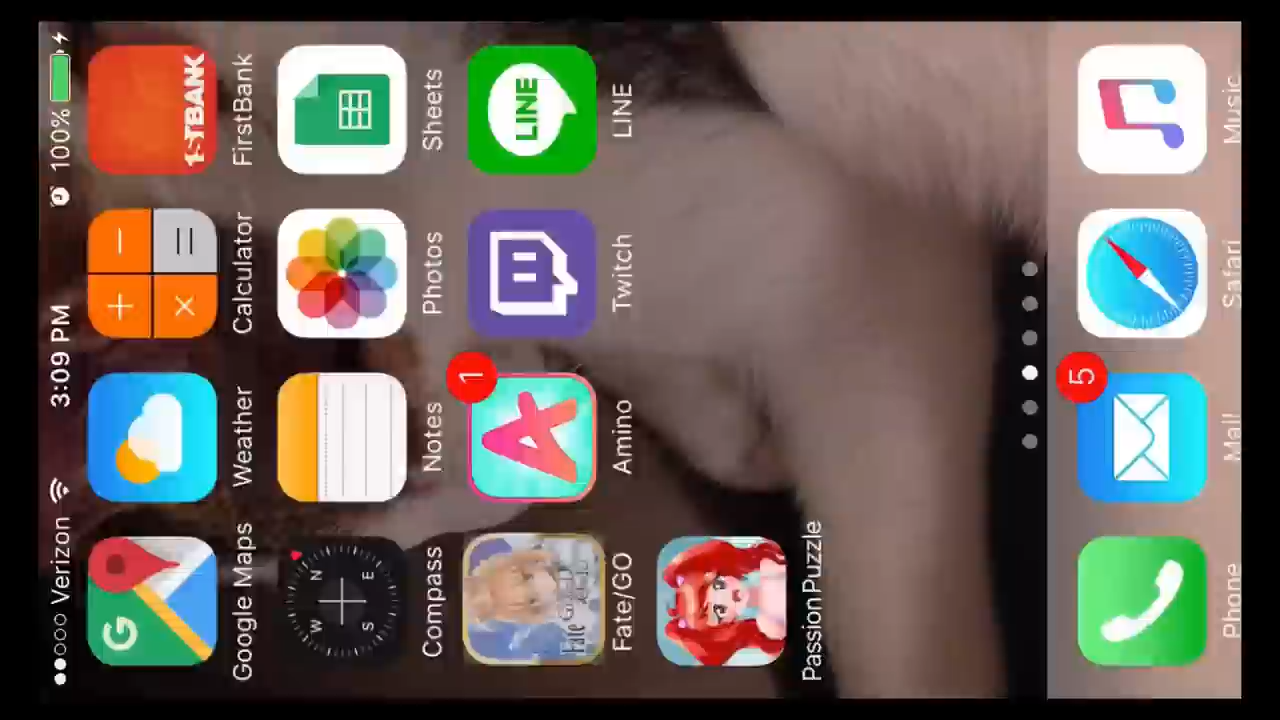 Verizon 3:09 PM 100%
G
Google Maps Weather Calculator FirstBank
1STBANK
N
W E
S
Compass Notes Photos Sheets
1
LINE
Fate/GO Amino Twitch LINE
Passion Puzzle
5
Phone Mail Safari Music